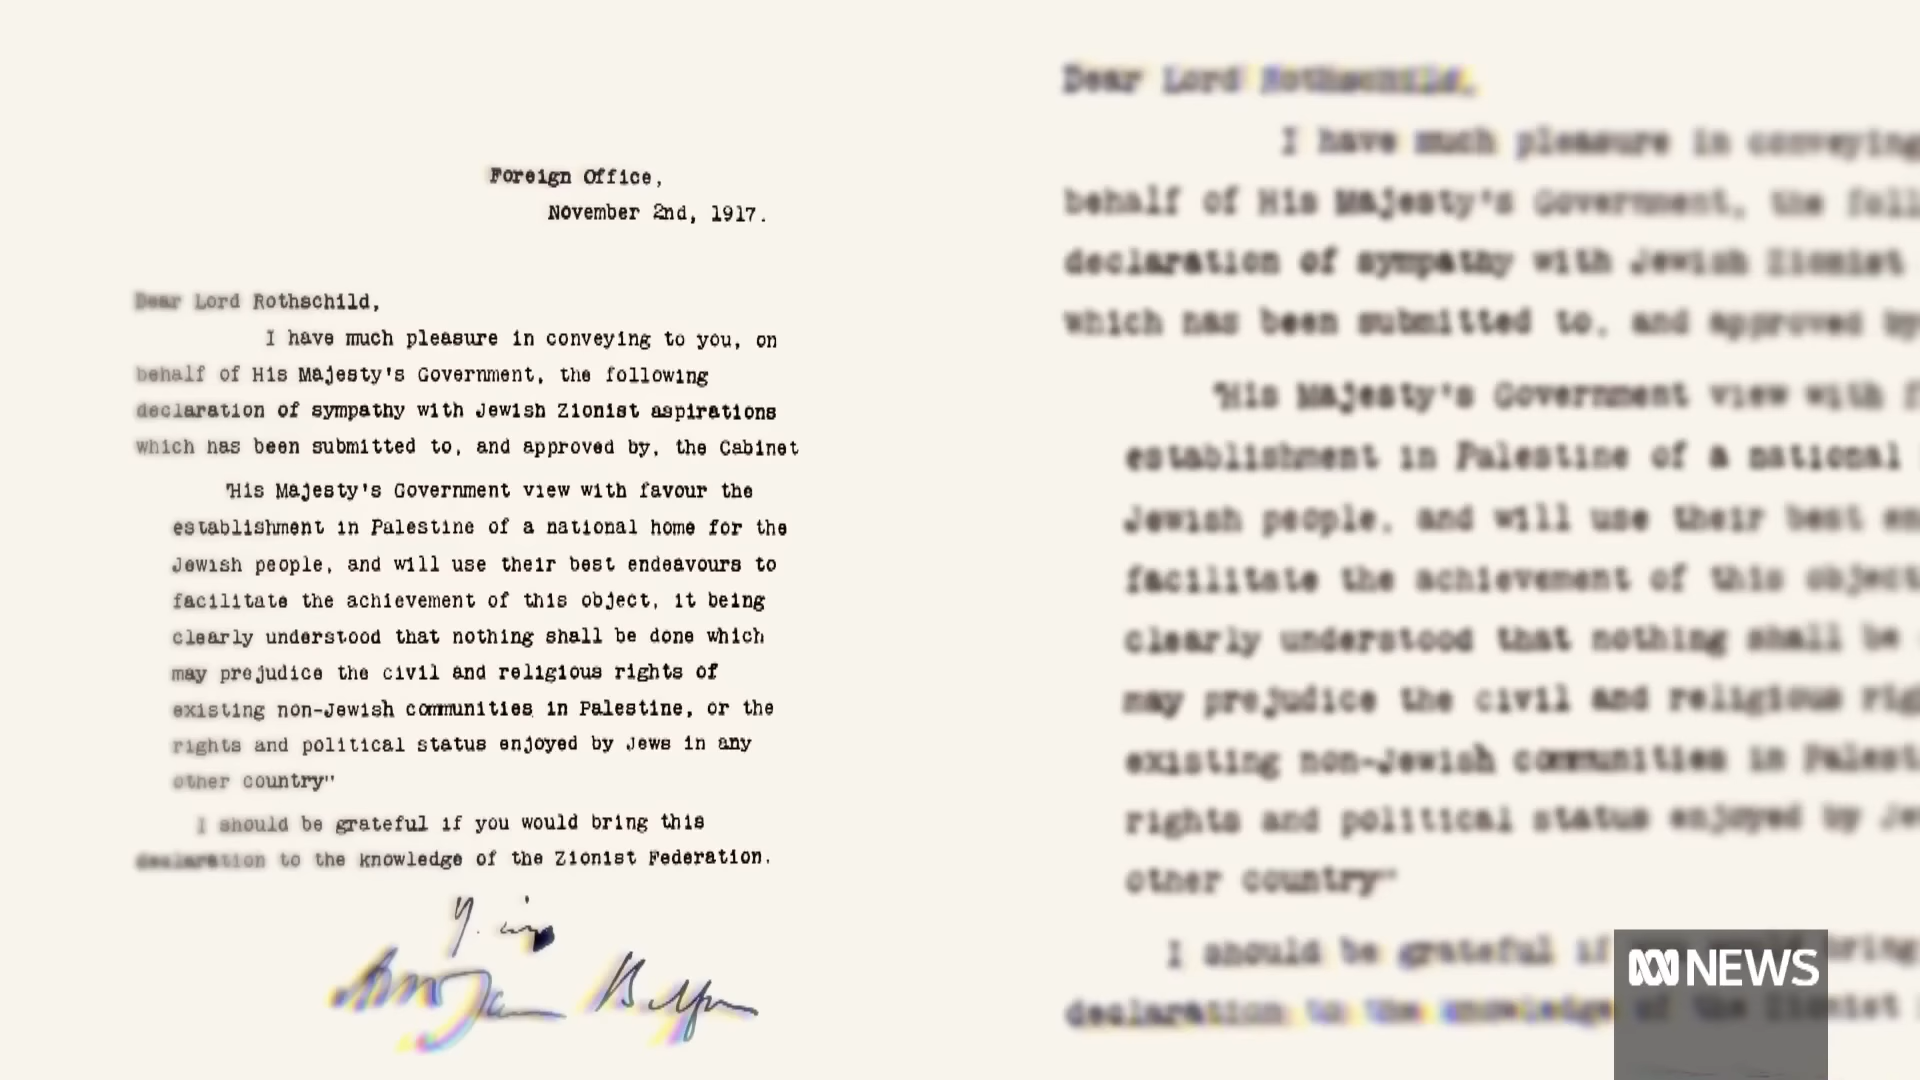 Foreign Office,
November 2nd, 1917.
Dear Lord Rothschild,
I have much pleasure in conveying to you, on
behalf of His Majesty's Government, the following
declaration of sympathy with Jewish Zionist aspirations
which has been submitted to, and approved by, the Cabinet
"His Majesty's Government view with favour the
establishment in Palestine of a national home for the
Jewish people, and will use their best endeavours to
facilitate the achievement of this object, it being
clearly understood that nothing shall be done which
may prejudice the civil and religious rights of
existing non-Jewish communities in Palestine, or the
rights and political status enjoyed by Jews in any
other country"
I should be grateful if you would bring this
declaration to the knowledge of the Zionist Federation.
Dear Lord Rothschild,
I have much pleasure in conveying
behalf of His Majesty's Government, the
declaration of sympathy with Jewish Zionist
which has been submitted to, and approved by
His Majesty's Government view with
establishment in Palestine of a national
Jewish people, and will use their best
facilitate the achievement of this object
clearly understood that nothing shall be
may prejudice the civil and religious
existing non-Jewish communities in
rights and political status enjoyed by
other country"
I should be grateful if
declaration to the knowledge of the Zionist
NEWS